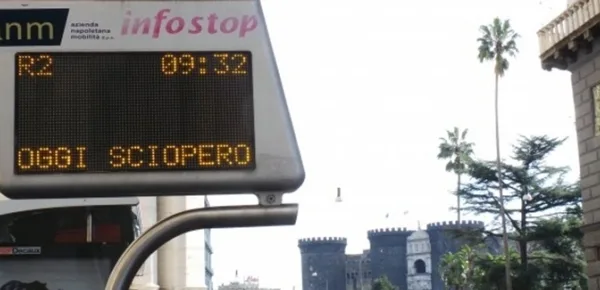 anm
azienda
napoletana
mobilità s.p.a.
infostop
R2 09:32
OGGI SCIOPERO